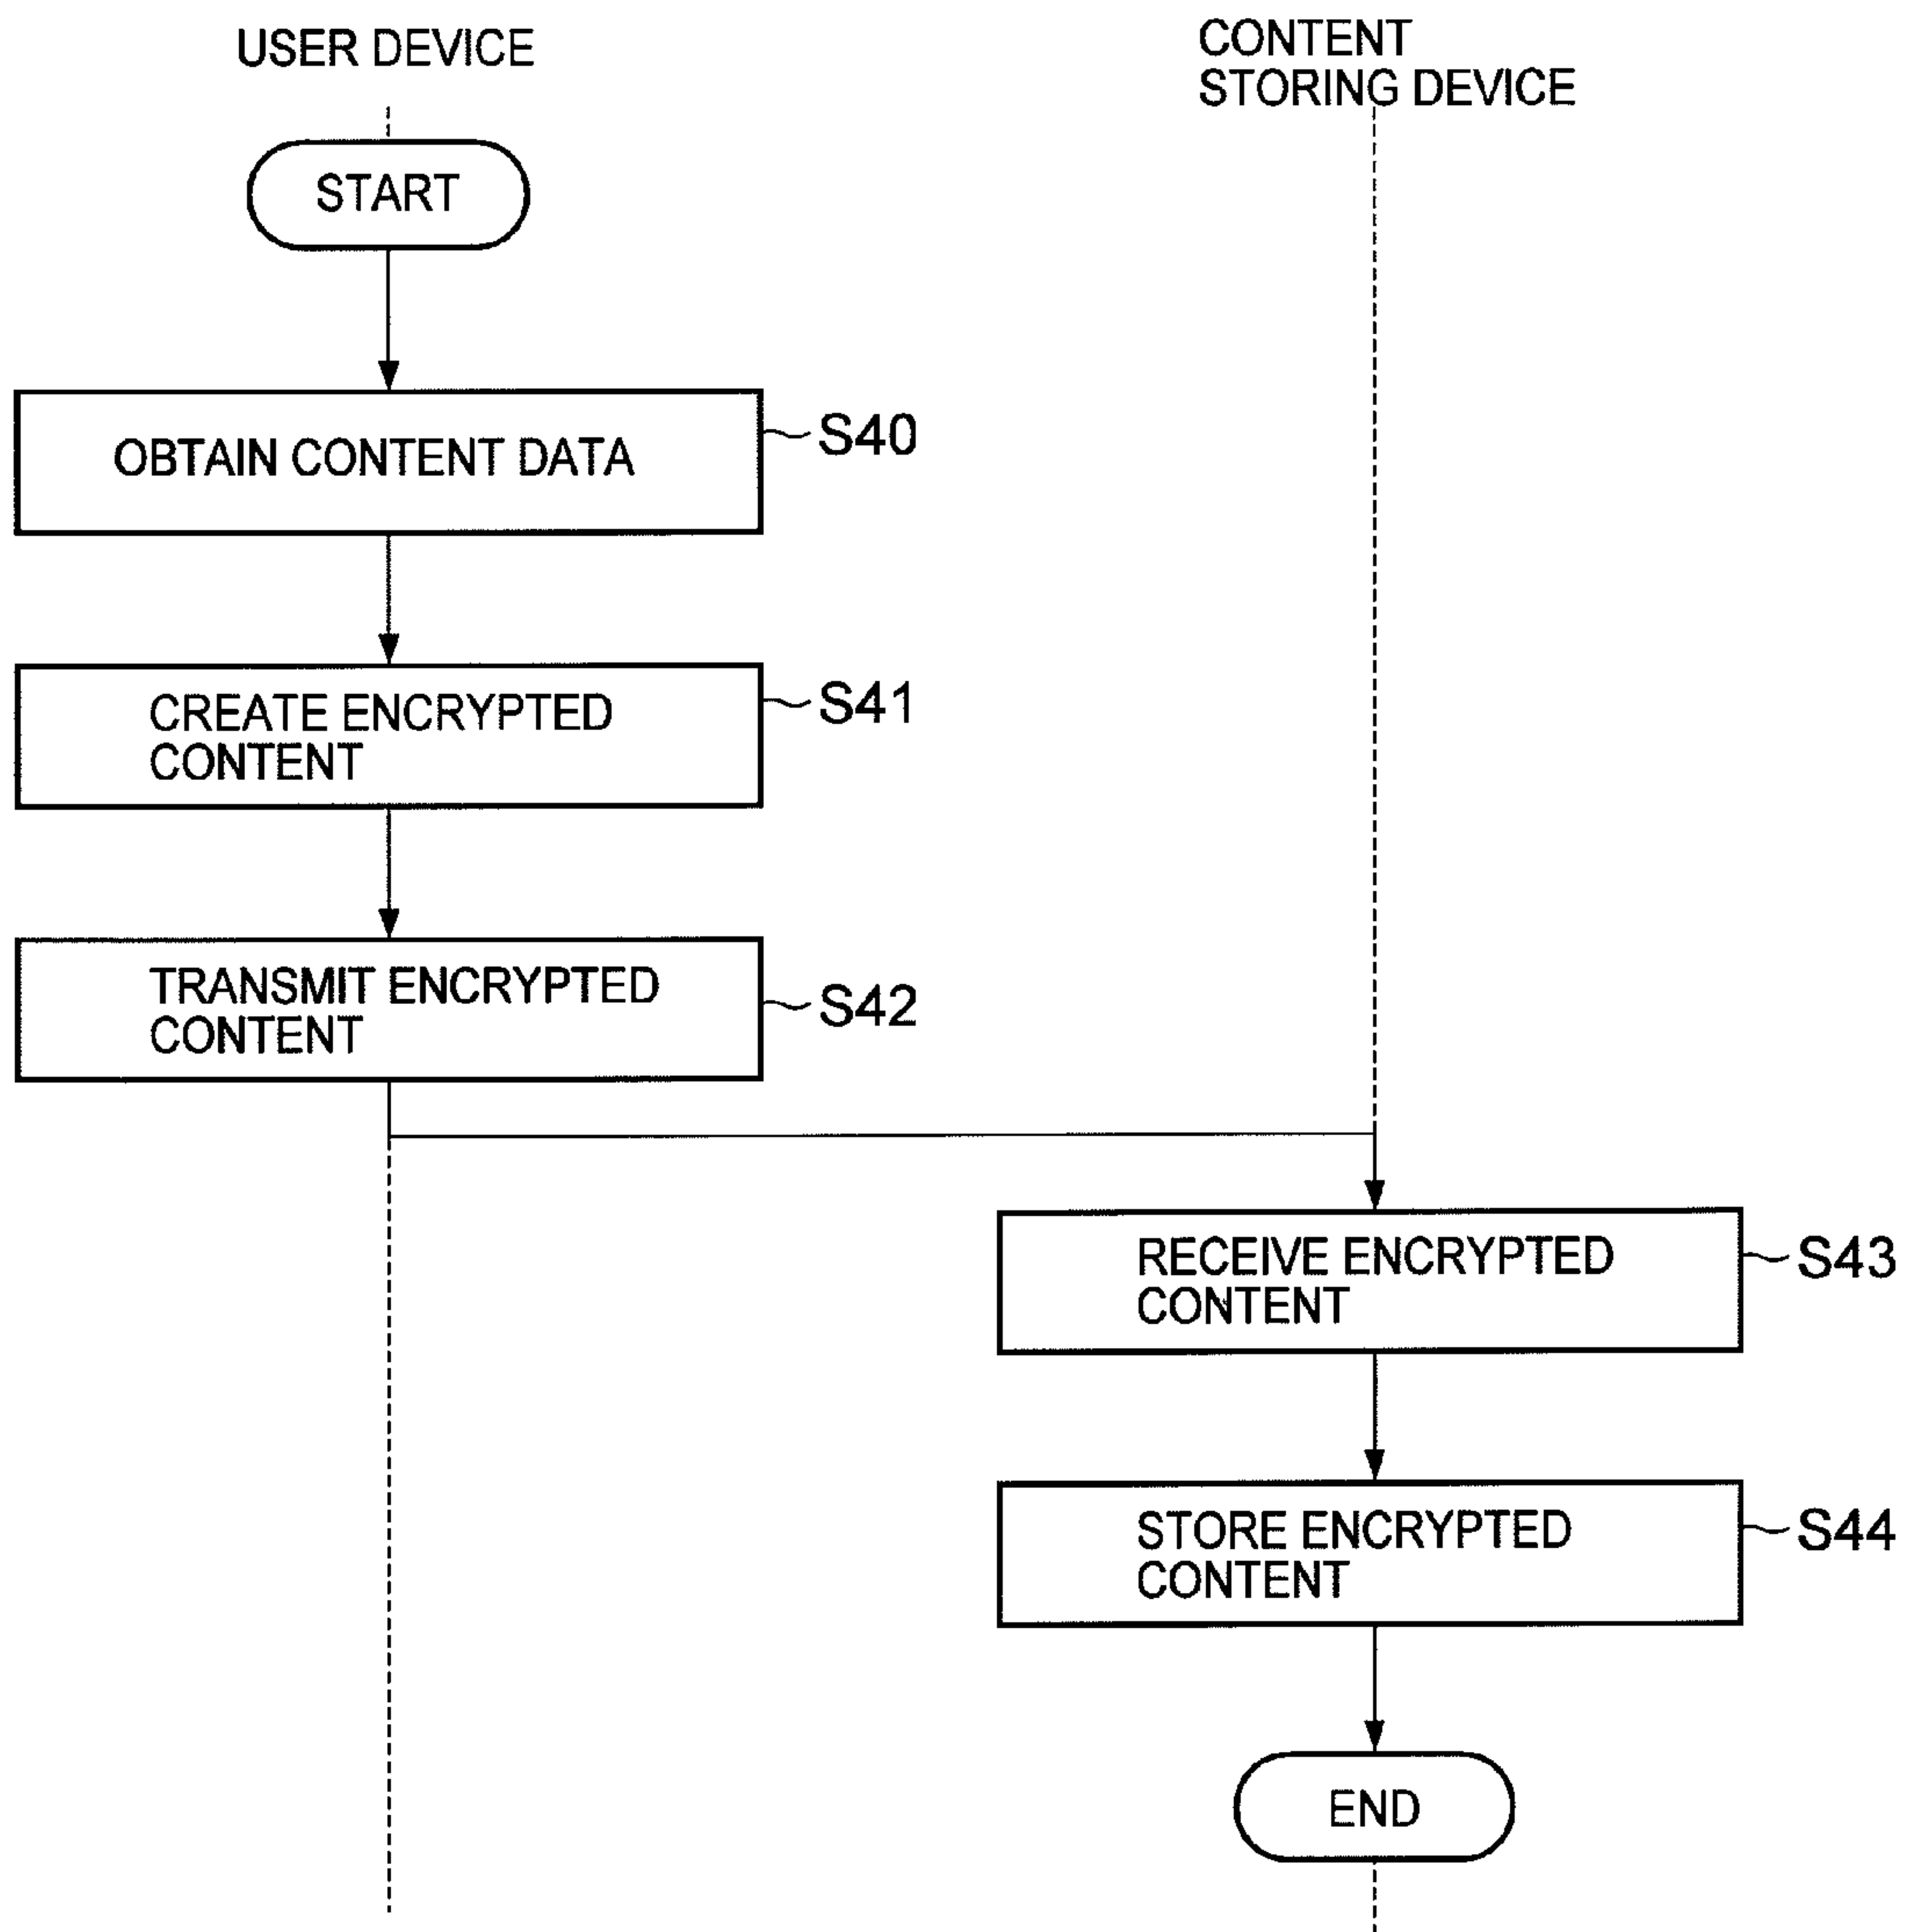 USER DEVICE
CONTENT
STORING DEVICE
START
OBTAIN CONTENT DATA
S40
CREATE ENCRYPTED
CONTENT
S41
TRANSMIT ENCRYPTED
CONTENT
S42
RECEIVE ENCRYPTED
CONTENT
S43
STORE ENCRYPTED
CONTENT
S44
END